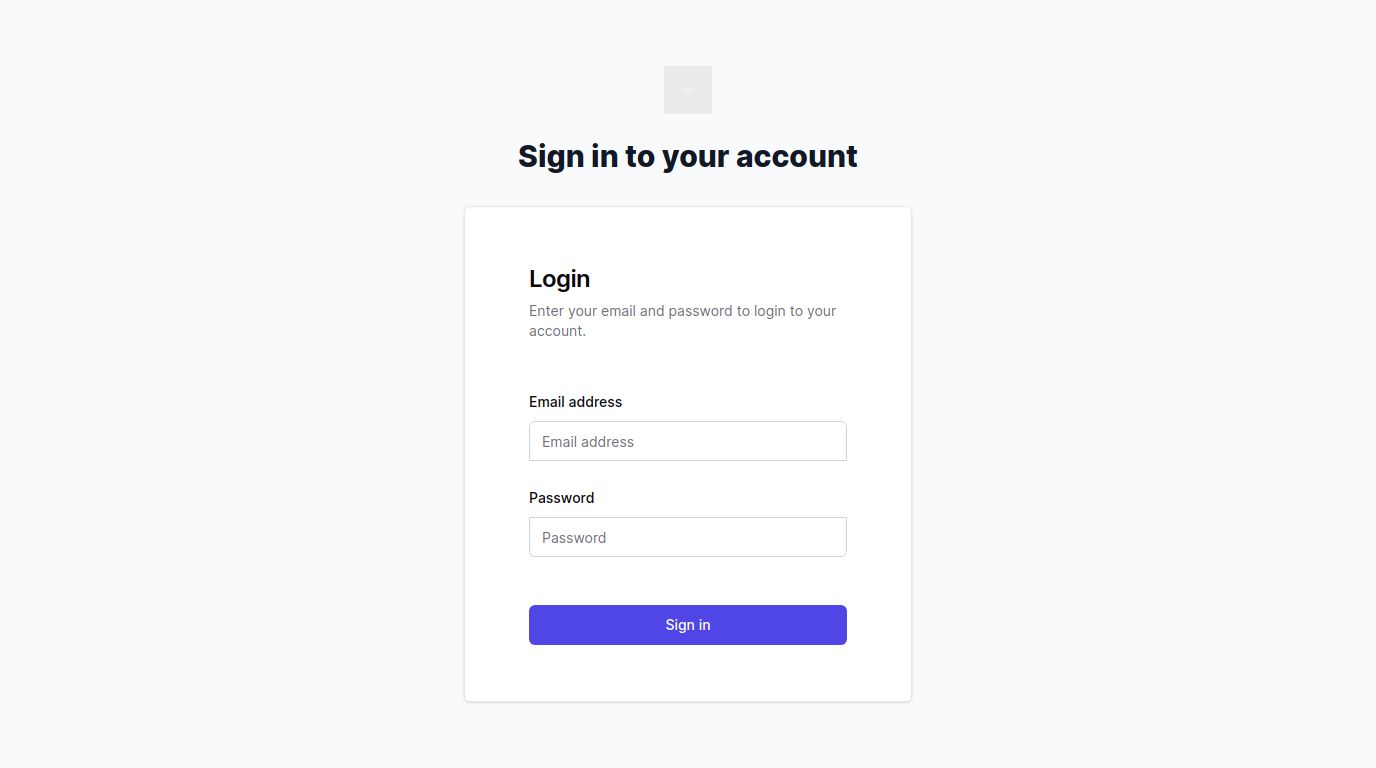 Sign in to your account
Login
Enter your email and password to login to your
account.
Email address
Email address
Password
Password
Sign in